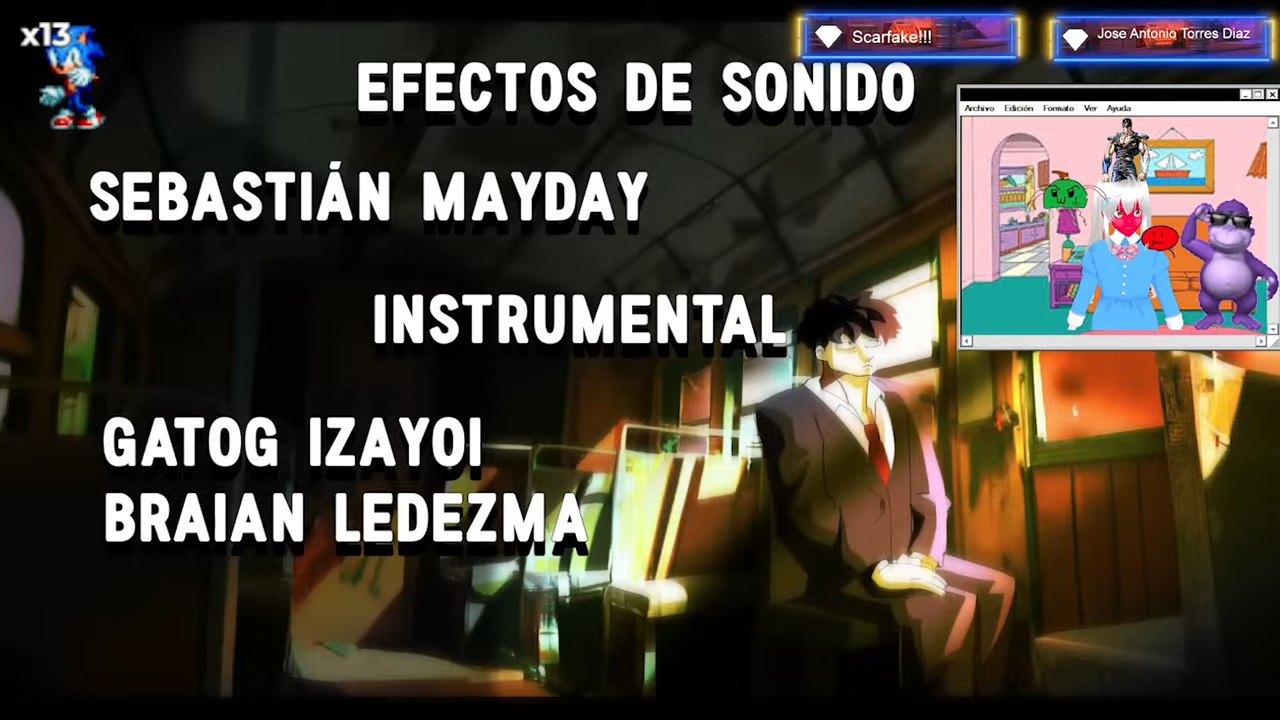 x13
Scarfake!!!
Jose Antonio Torres Diaz
EFECTOS DE SONIDO
Archivo Edición Formato Ver Ayuda
SEBASTIÁN MAYDAY
INSTRUMENTAL
GATOG IZAYOI
BRAIAN LEDEZMA